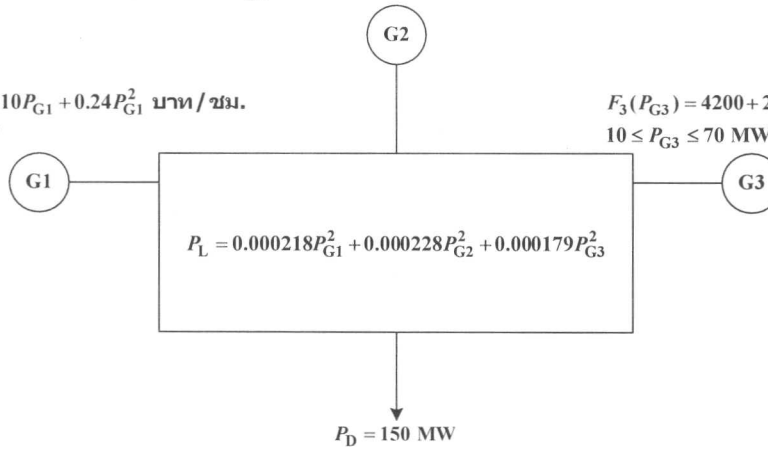 G2
10P_G1 + 0.24P_G1^2 บาท / ชม.
F_3(P_G3) = 4200 + 2
10 ≤ P_G3 ≤ 70 MW
G1
G3
P_L = 0.000218P_G1^2 + 0.000228P_G2^2 + 0.000179P_G3^2
P_D = 150 MW